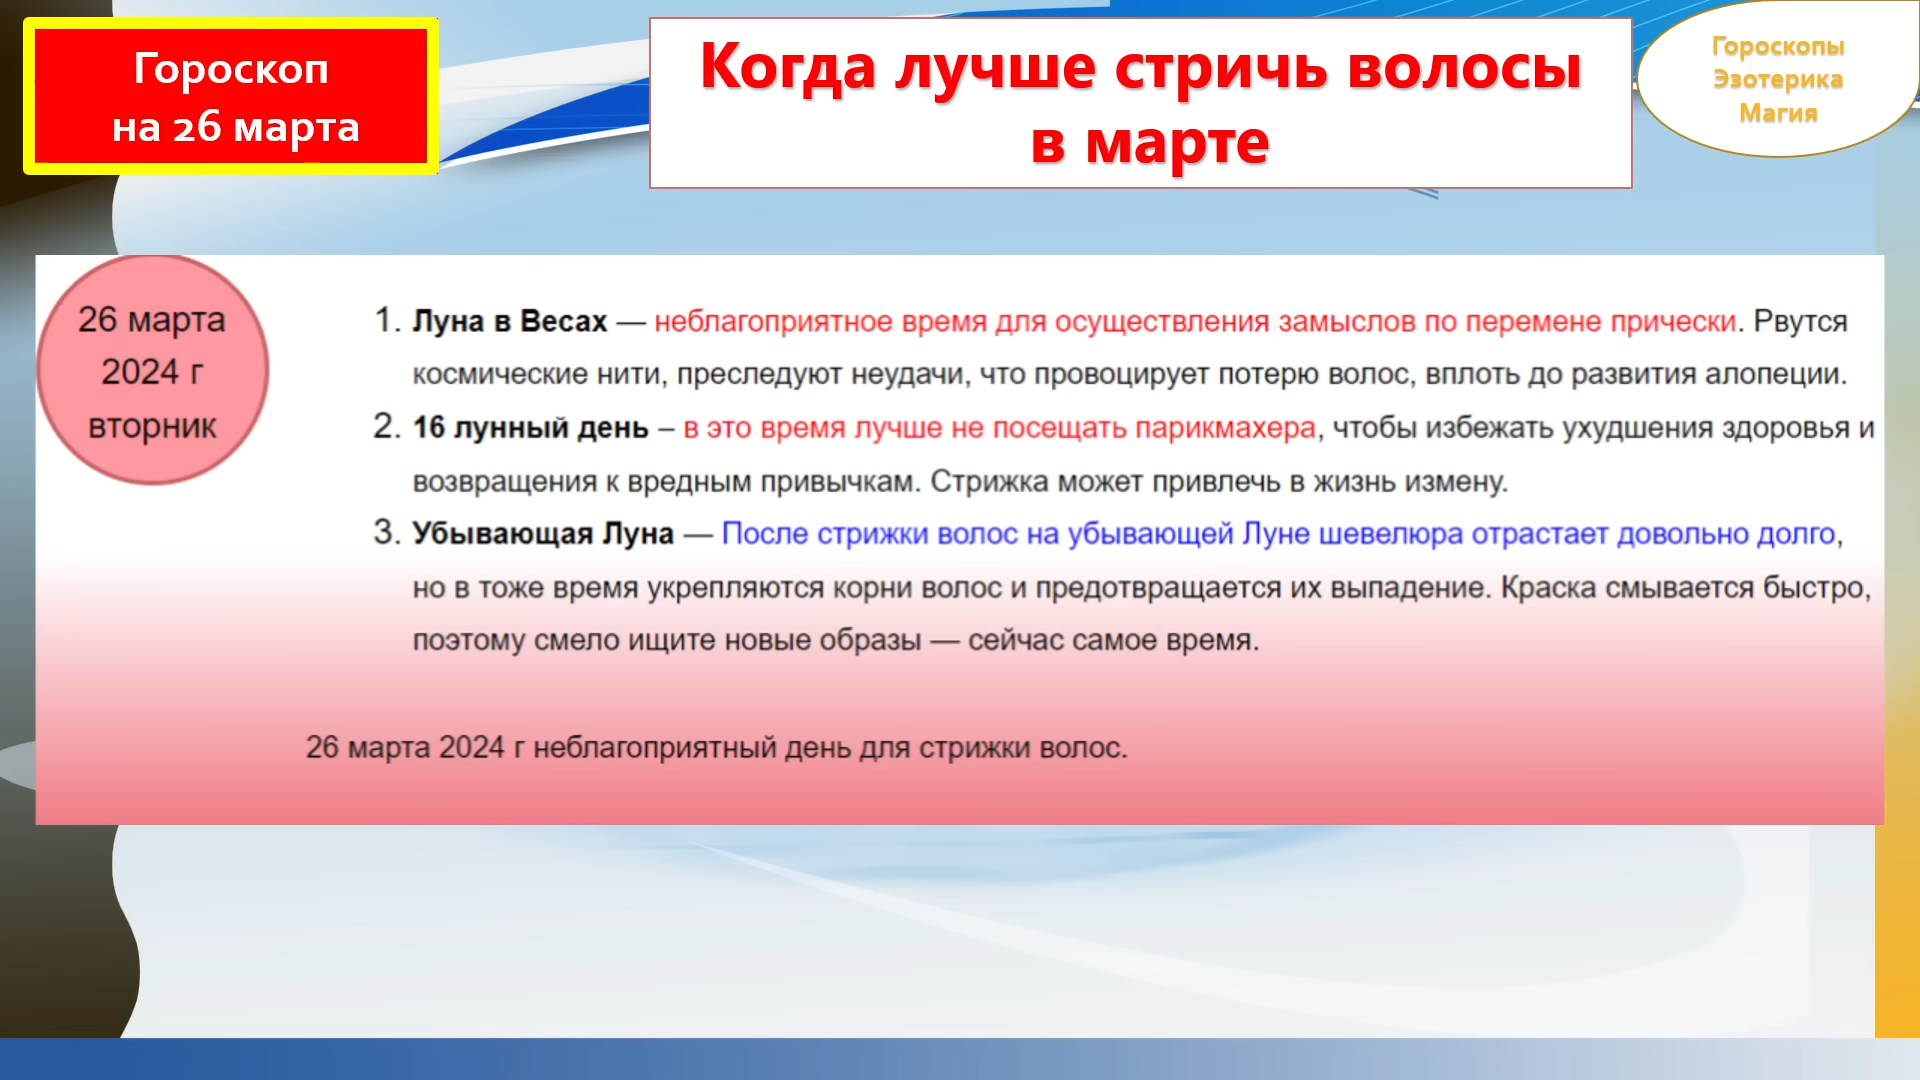 Гороскоп
на 26 марта
Когда лучше стричь волосы
в марте
Гороскопы
Эзотерика
Магия
26 марта
2024 г
вторник
1. Луна в Весах — неблагоприятное время для осуществления замыслов по перемене прически. Рвутся
космические нити, преследуют неудачи, что провоцирует потерю волос, вплоть до развития алопеции.
2. 16 лунный день – в это время лучше не посещать парикмахера, чтобы избежать ухудшения здоровья и
возвращения к вредным привычкам. Стрижка может привлечь в жизнь измену.
3. Убывающая Луна — После стрижки волос на убывающей Луне шевелюра отрастает довольно долго,
но в тоже время укрепляются корни волос и предотвращается их выпадение. Краска смывается быстро,
поэтому смело ищите новые образы — сейчас самое время.
26 марта 2024 г неблагоприятный день для стрижки волос.